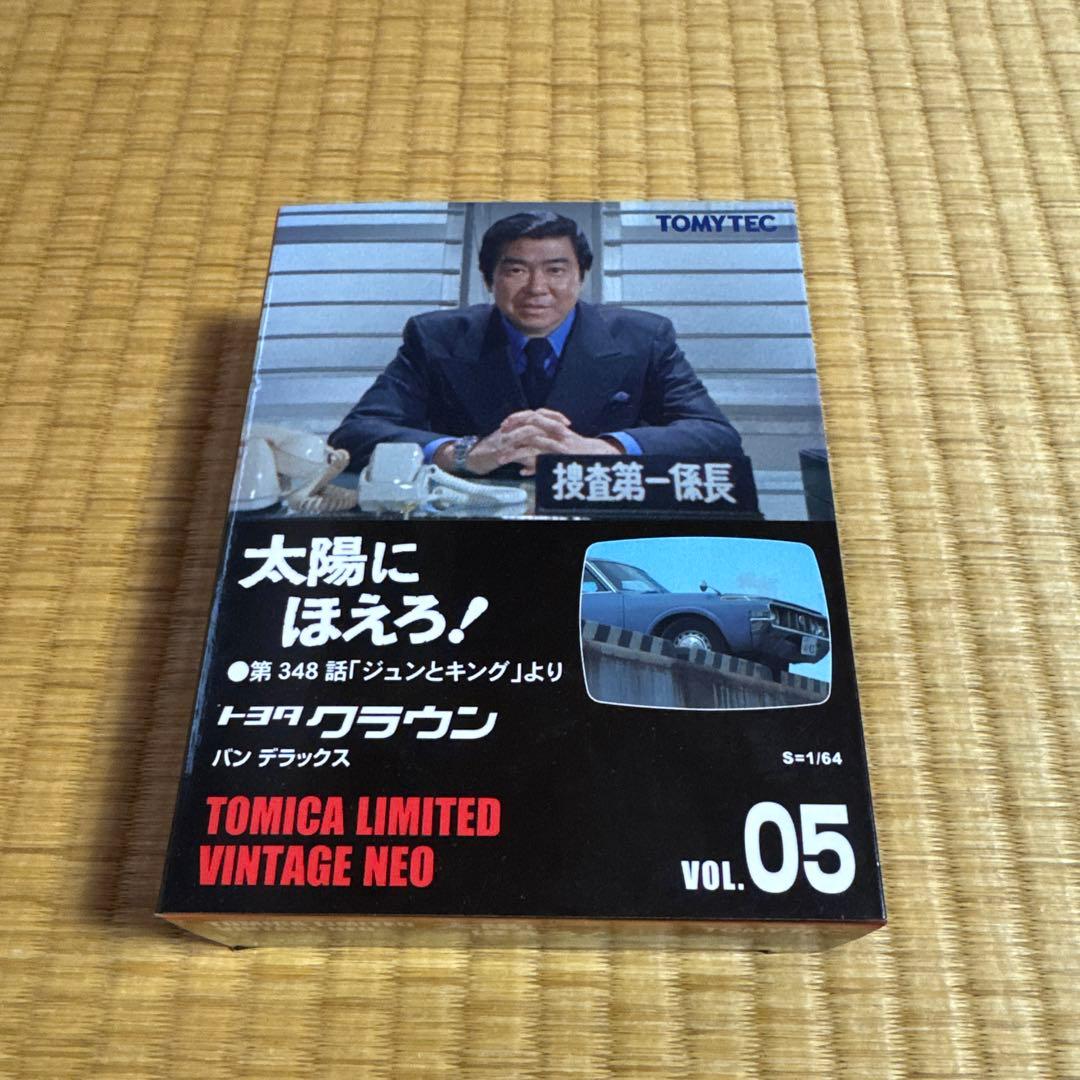 TOMYTEC
捜査第一係長
太陽に
ほえろ!
●第348話「ジュンとキング」より
トヨタ クラウン
バン デラックス
S=1/64
TOMICA LIMITED
VINTAGE NEO
VOL.05